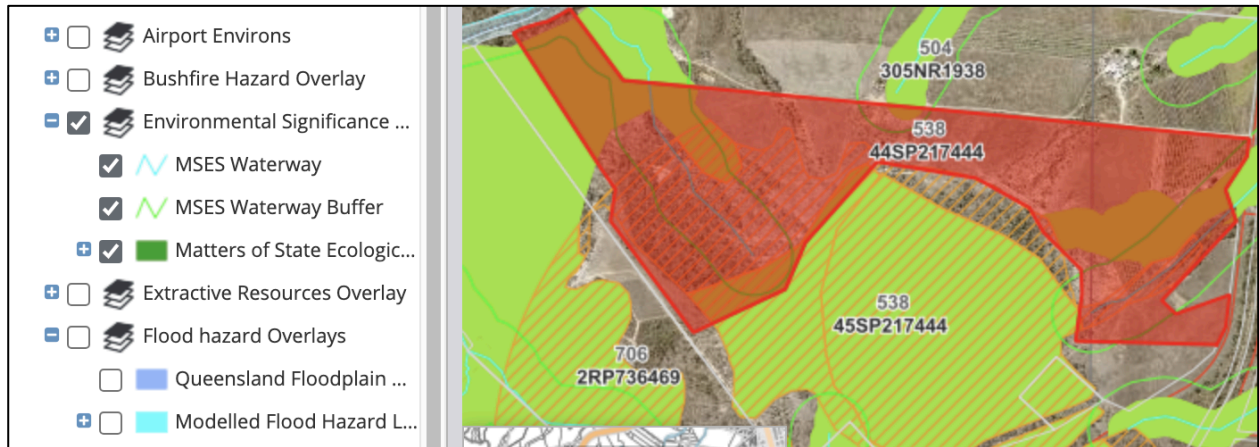 Airport Environs
Bushfire Hazard Overlay
Environmental Significance ...
MSES Waterway
MSES Waterway Buffer
Matters of State Ecologic...
Extractive Resources Overlay
Flood hazard Overlays
Queensland Floodplain ...
Modelled Flood Hazard L...
504
305NR1938
538
44SP217444
538
45SP217444
706
2RP736469